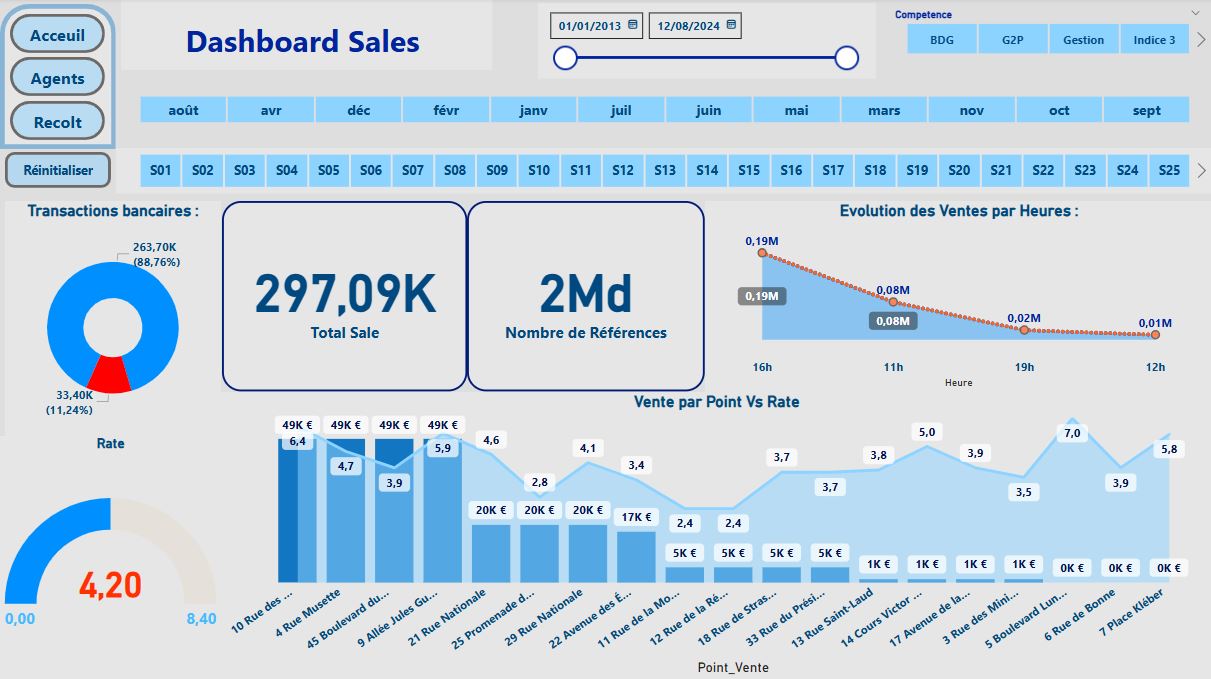 Acceuil
Agents
Recolt
Réinitialiser
Dashboard Sales
01/01/2013
12/08/2024
Competence
BDG
G2P
Gestion
Indice 3
août
avr
déc
févr
janv
juil
juin
mai
mars
nov
oct
sept
S01
S02
S03
S04
S05
S06
S07
S08
S09
S10
S11
S12
S13
S14
S15
S16
S17
S18
S19
S20
S21
S22
S23
S24
S25
Transactions bancaires :
263,70K
(88,76%)
33,40K
(11,24%)
297,09K
Total Sale
2Md
Nombre de Références
Evolution des Ventes par Heures :
0,19M
0,19M
0,08M
0,08M
0,02M
0,01M
16h
11h
19h
12h
Heure
Rate
4,20
0,00
8,40
Vente par Point Vs Rate
49K €
49K €
49K €
49K €
20K €
20K €
20K €
17K €
5K €
5K €
5K €
5K €
1K €
1K €
1K €
1K €
0K €
0K €
0K €
6,4
4,7
3,9
5,9
4,6
2,8
4,1
3,4
2,4
2,4
3,7
3,7
3,8
5,0
3,9
3,5
7,0
3,9
5,8
10 Rue des ...
4 Rue Musette
45 Boulevard du...
9 Allée Jules Gu...
21 Rue Nationale
25 Promenade d...
29 Rue Nationale
22 Avenue des É...
11 Rue de la Mo...
12 Rue de la Ré...
18 Rue de Stras...
33 Rue du Prési...
13 Rue Saint-Laud
14 Cours Victor ...
17 Avenue de la...
3 Rue des Mini...
5 Boulevard Lun...
6 Rue de Bonne
7 Place Kléber
Point_Vente